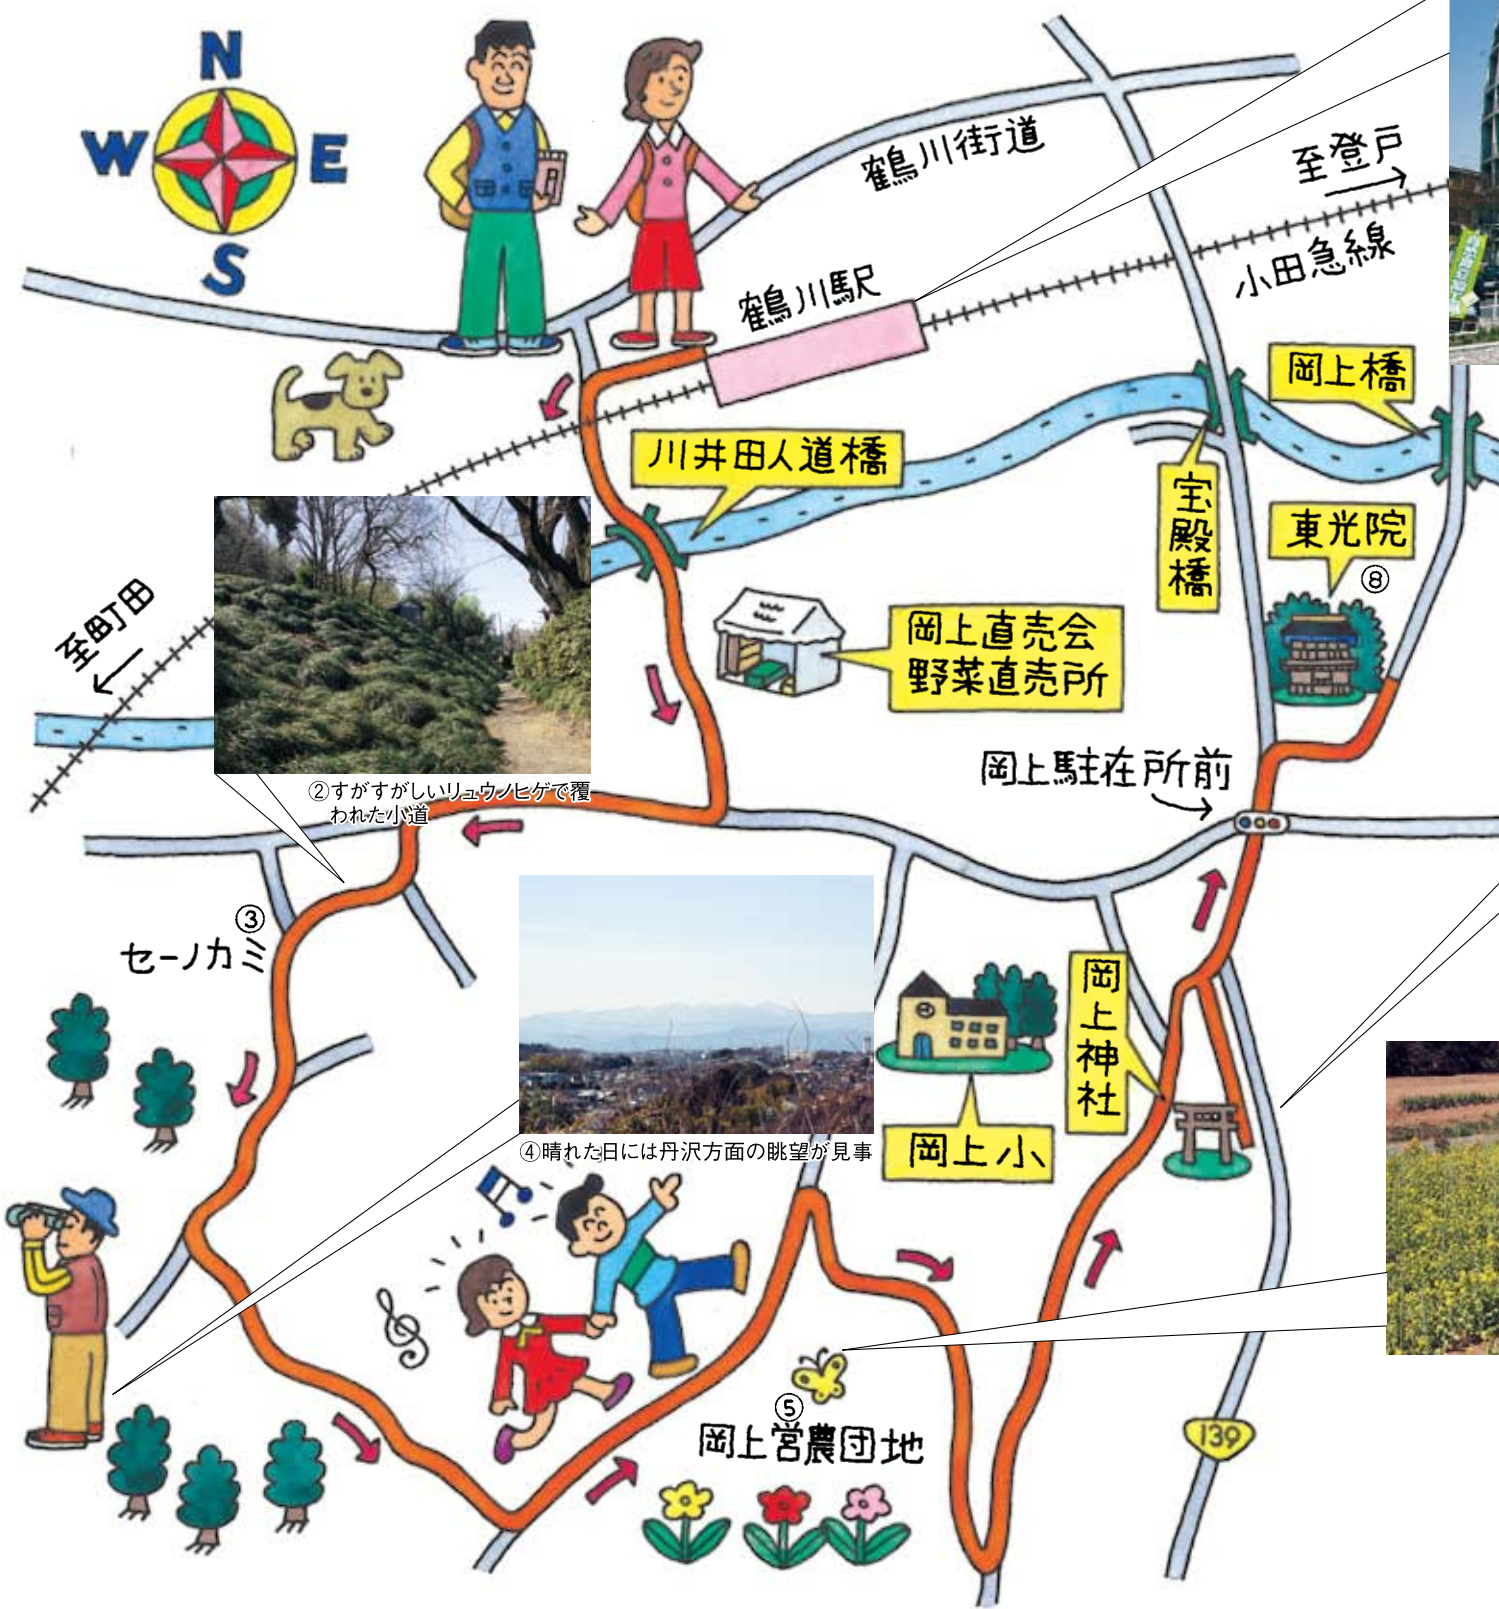 N
W
E
S
鶴川街道
至登戸
小田急線
鶴川駅
岡上橋
川井田人道橋
宝殿橋
東光院
⑧
至町田
岡上直売会
野菜直売所
岡上駐在所前
②すがすがしいリュウノヒゲで覆
われた小道
③
セーノカミ
岡上神社
④晴れた日には丹沢方面の眺望が見事
岡上小
⑤
岡上営農団地
139